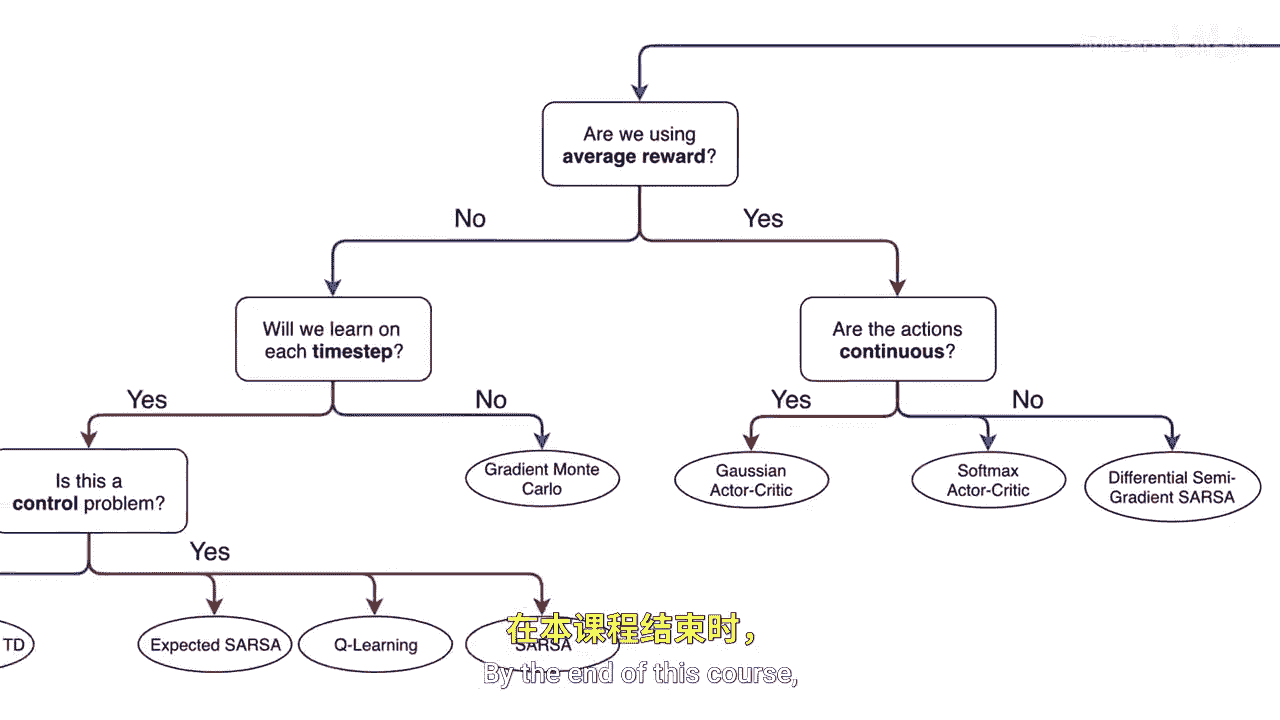 Are we using
average reward?
No
Yes
Will we learn on
each timestep?
Are the actions
continuous?
Yes
No
Yes
No
Is this a
control problem?
Gradient Monte
Carlo
Gaussian
Actor-Critic
Softmax
Actor-Critic
Differential Semi-
Gradient SARSA
Yes
TD
Expected SARSA
Q-Learning
SARSA
在本课程结束时，
By the end of this course,